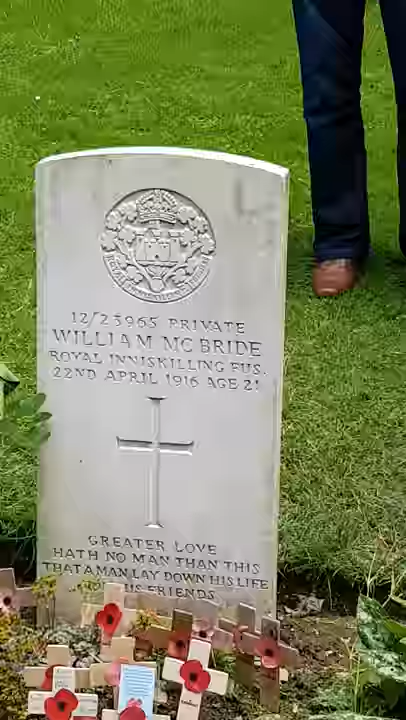 12/23965 PRIVATE
WILLIAM MC BRIDE
ROYAL INNISKILLING FUS.
22ND APRIL 1916 AGE 21
GREATER LOVE
HATH NO MAN THAN THIS
THAT A MAN LAY DOWN HIS LIFE
FRIENDS